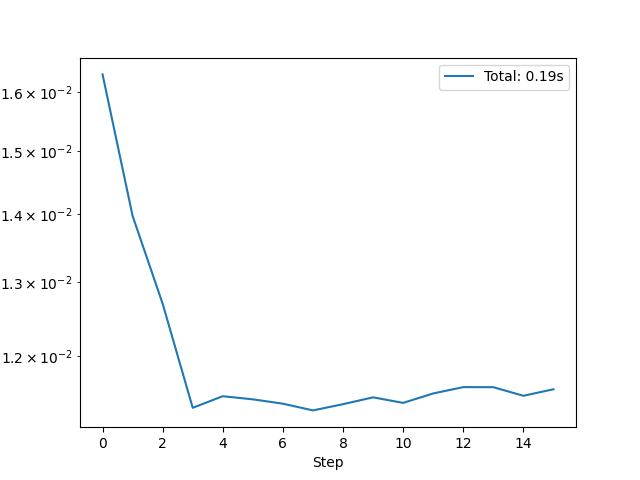 Total: 0.19s
1.6 × 10⁻²
1.5 × 10⁻²
1.4 × 10⁻²
1.3 × 10⁻²
1.2 × 10⁻²
0 2 4 6 8 10 12 14
Step